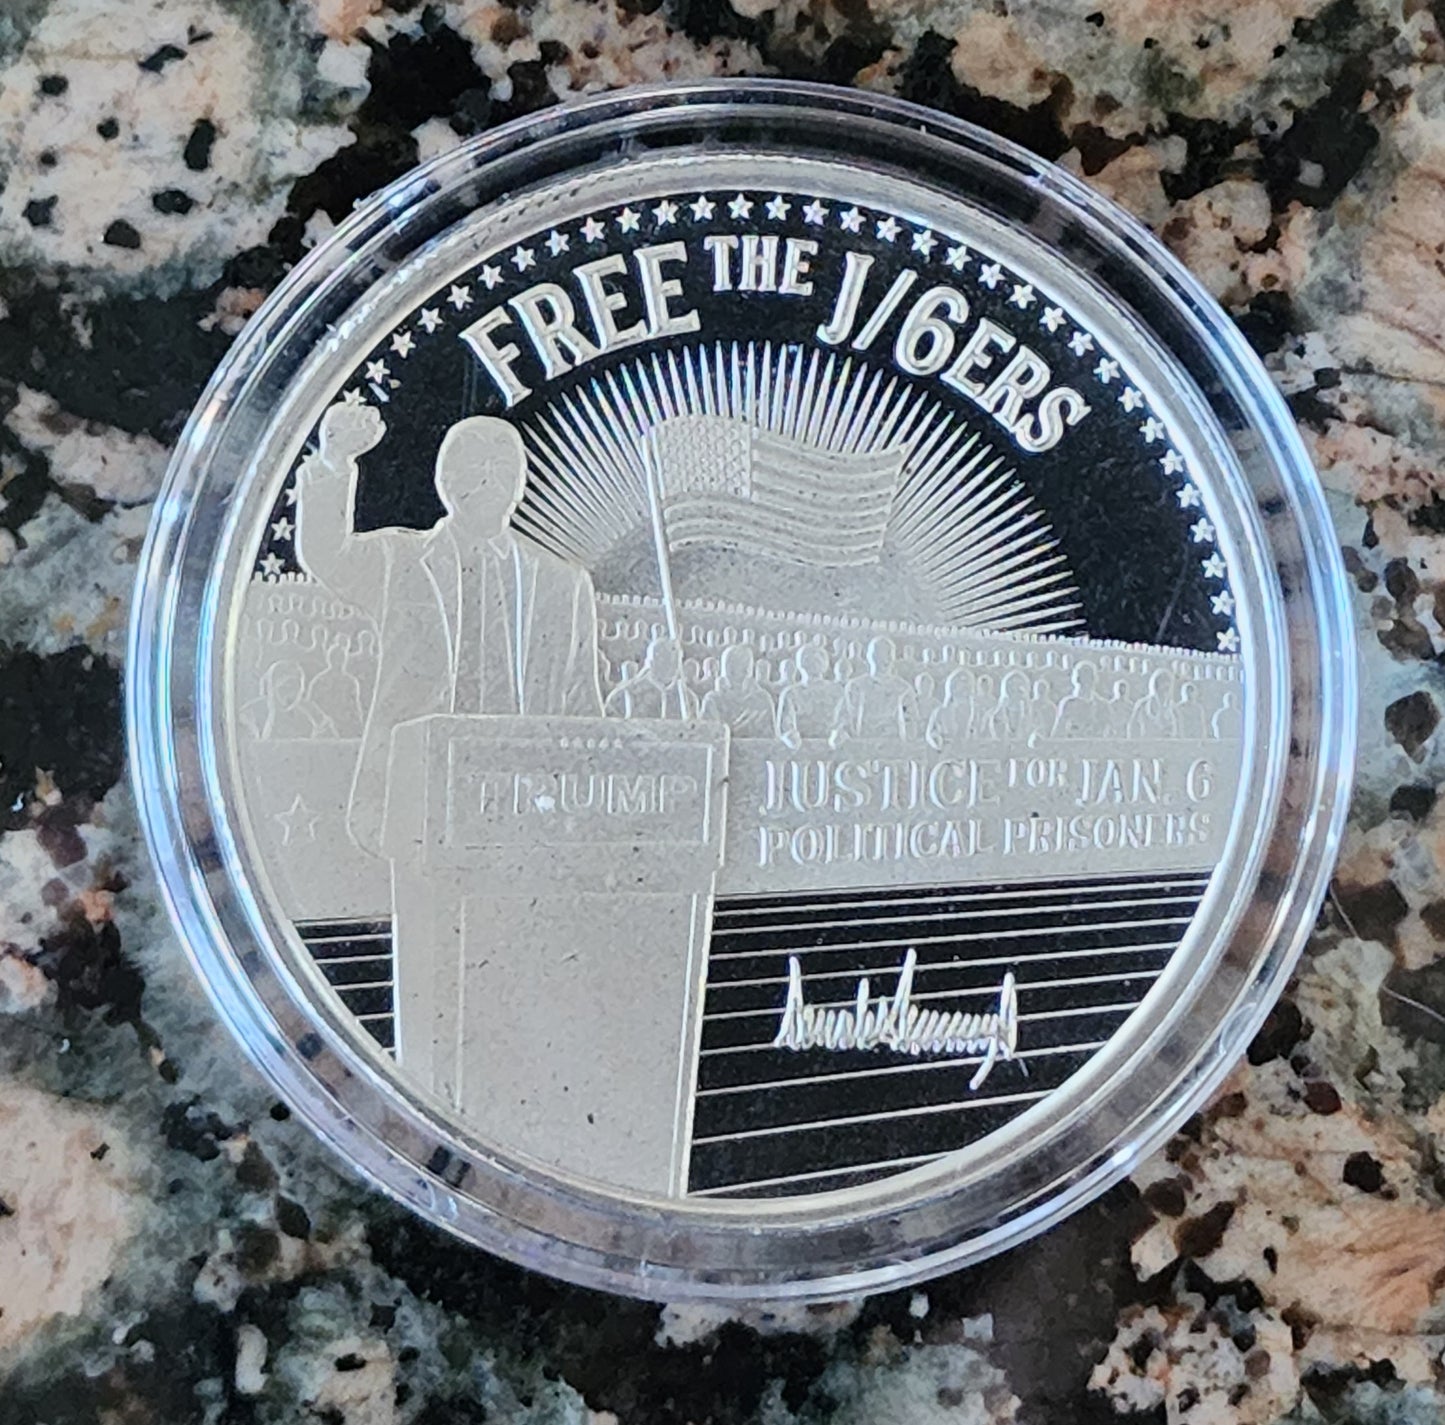 FREE THE J/6ERS
TRUMP
JUSTICE FOR JAN. 6
POLITICAL PRISONERS